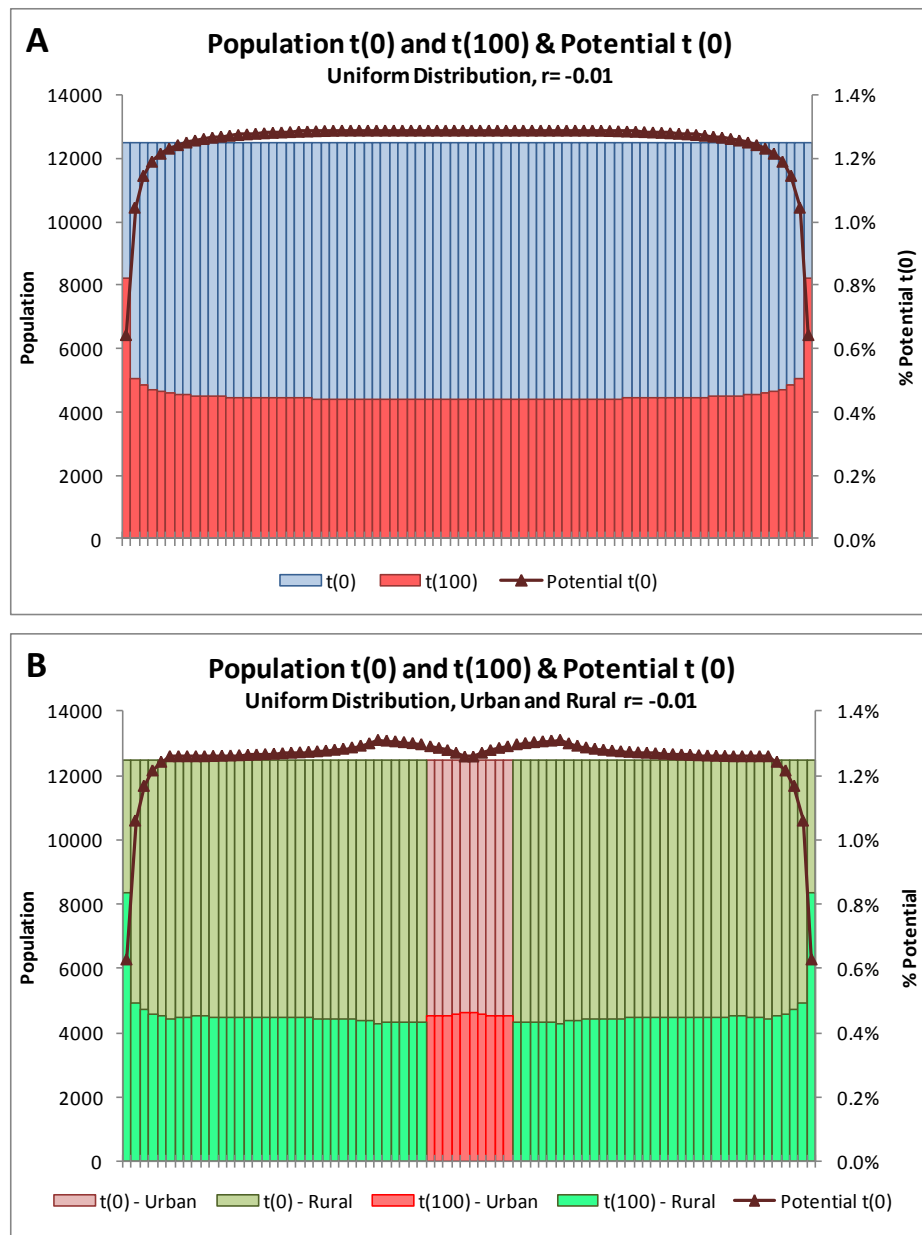 A
Population t(0) and t(100) & Potential t (0)
Uniform Distribution, r= -0.01
14000
12000
10000
8000
6000
4000
2000
0
Population
1.4%
1.2%
1.0%
0.8%
0.6%
0.4%
0.2%
0.0%
% Potential t(0)
t(0) t(100) Potential t(0)
B
Population t(0) and t(100) & Potential t (0)
Uniform Distribution, Urban and Rural r= -0.01
14000
12000
10000
8000
6000
4000
2000
0
Population
1.4%
1.2%
1.0%
0.8%
0.6%
0.4%
0.2%
0.0%
% Potential
t(0) - Urban t(0) - Rural t(100) - Urban t(100) - Rural Potential t(0)